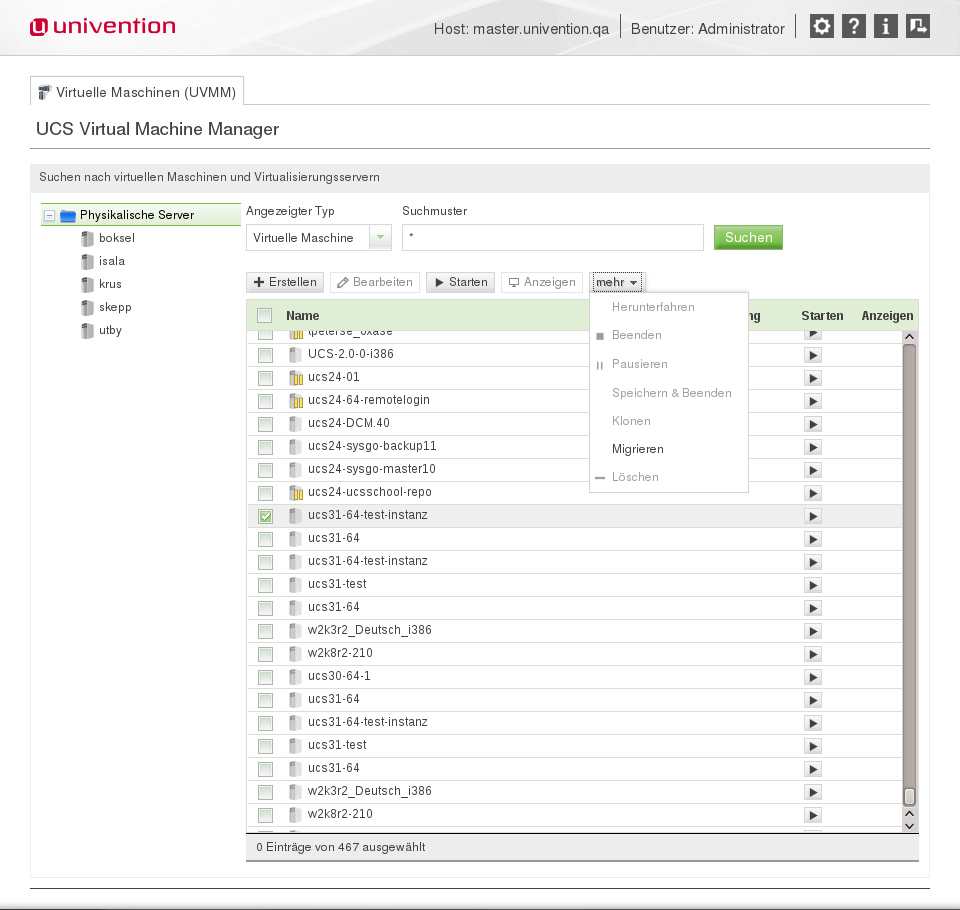 univention
Host: master.univention.qa
Benutzer: Administrator
Virtuelle Maschinen (UVMM)
UCS Virtual Machine Manager
Suchen nach virtuellen Maschinen und Virtualisierungsservern
Physikalische Server
boksel
isala
krus
skepp
utby
Angezeigter Typ
Suchmuster
Virtuelle Maschine
*
Suchen
Erstellen
Bearbeiten
Starten
Anzeigen
mehr
Herunterfahren
Beenden
Pausieren
Speichern & Beenden
Klonen
Migrieren
Löschen
Name
ng
Starten
Anzeigen
UCS-2.0-0-i386
ucs24-01
ucs24-64-remotelogin
ucs24-DCM.40
ucs24-sysgo-backup11
ucs24-sysgo-master10
ucs24-ucsschool-repo
ucs31-64-test-instanz
ucs31-64
ucs31-64-test-instanz
ucs31-test
ucs31-64
w2k3r2_Deutsch_i386
w2k8r2-210
ucs30-64-1
ucs31-64
ucs31-64-test-instanz
ucs31-test
ucs31-64
w2k3r2_Deutsch_i386
w2k8r2-210
0 Einträge von 467 ausgewählt